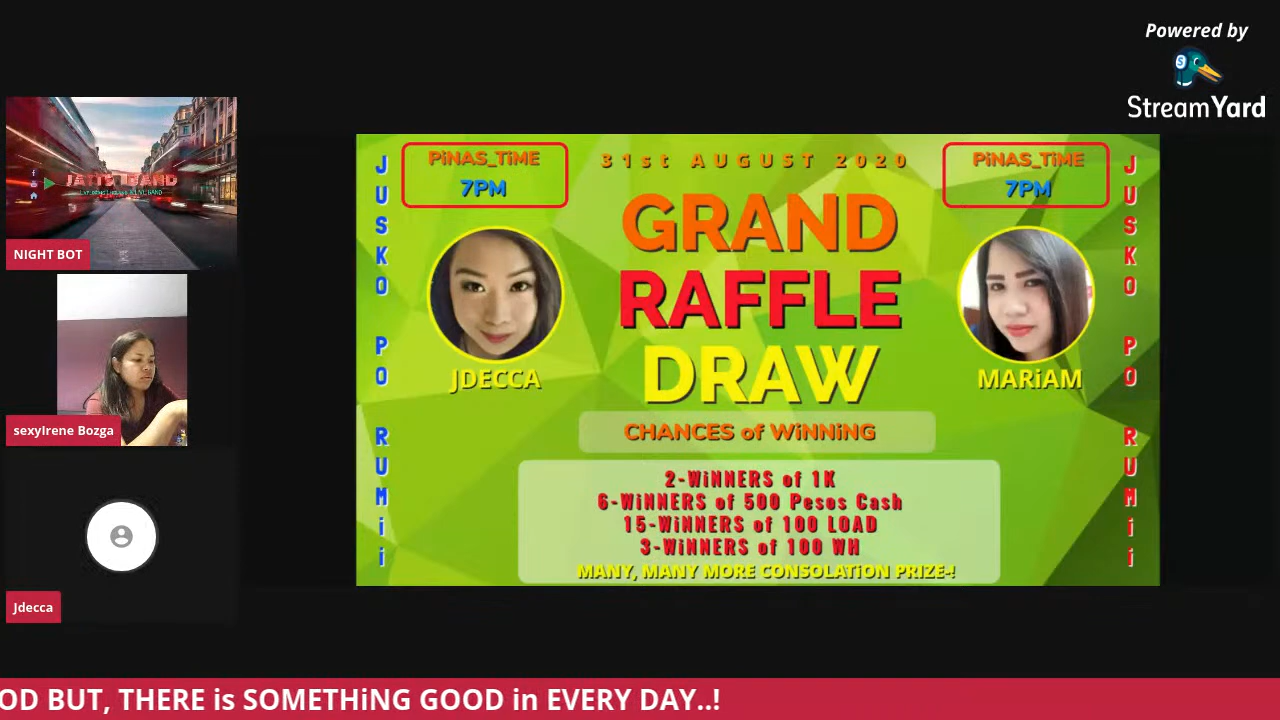 Powered by
StreamYard
JATTS BAND
NIGHT BOT
sexyIrene Bozga
Jdecca
JUSKO PO RUMii
PiNAS_TiME
7PM
JDECCA
31st AUGUST 2020
GRAND
RAFFLE
DRAW
CHANCES of WiNNiNG
2-WiNNERS of 1K
6-WiNNERS of 500 Pesos Cash
15-WiNNERS of 100 LOAD
3-WiNNERS of 100 WH
MANY, MANY MORE CONSOLATiON PRiZE-!
PiNAS_TiME
7PM
MARiAM
JUSKO PO RUMii
OD BUT, THERE is SOMETHiNG GOOD in EVERY DAY..!